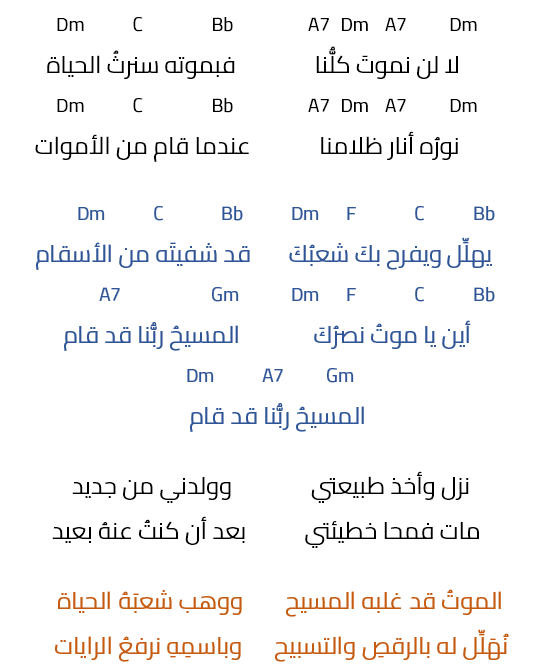 Dm C Bb A7 Dm A7 Dm
لا لن نموتَ كلُّنا فبموته سنرثُ الحياة
Dm C Bb A7 Dm A7 Dm
نورُه أنار ظلامنا عندما قام من الأموات
Dm C Bb Dm F C Bb
يهلِّل ويفرح بكَ شعبُكَ قد شفيتَه من الأسقام
A7 Gm Dm F C Bb
أين يا موتُ نصرُكَ المسيحُ ربُّنا قد قام
Dm A7 Gm
المسيحُ ربُّنا قد قام
نزل وأخذ طبيعتي وولدني من جديد
مات فمحا خطيئتي بعد أن كنتُ عنهُ بعيد
الموتُ قد غلبه المسيح ووهب شعبَهُ الحياة
نُهَلِّل له بالرقصِ والتسبيح وباسمِهِ نرفعُ الرايات